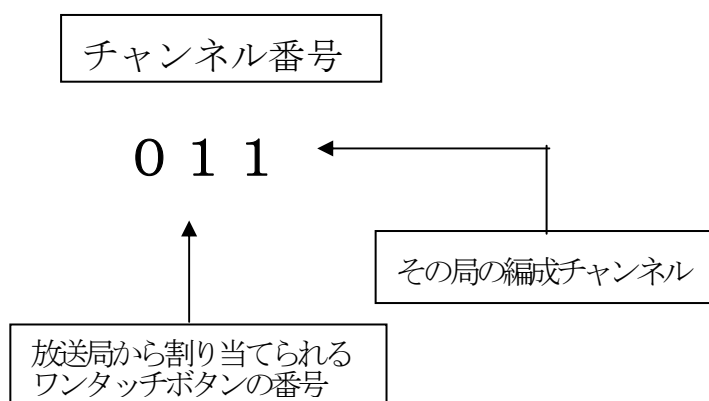 チャンネル番号
０１１
その局の編成チャンネル
放送局から割り当てられる
ワンタッチボタンの番号